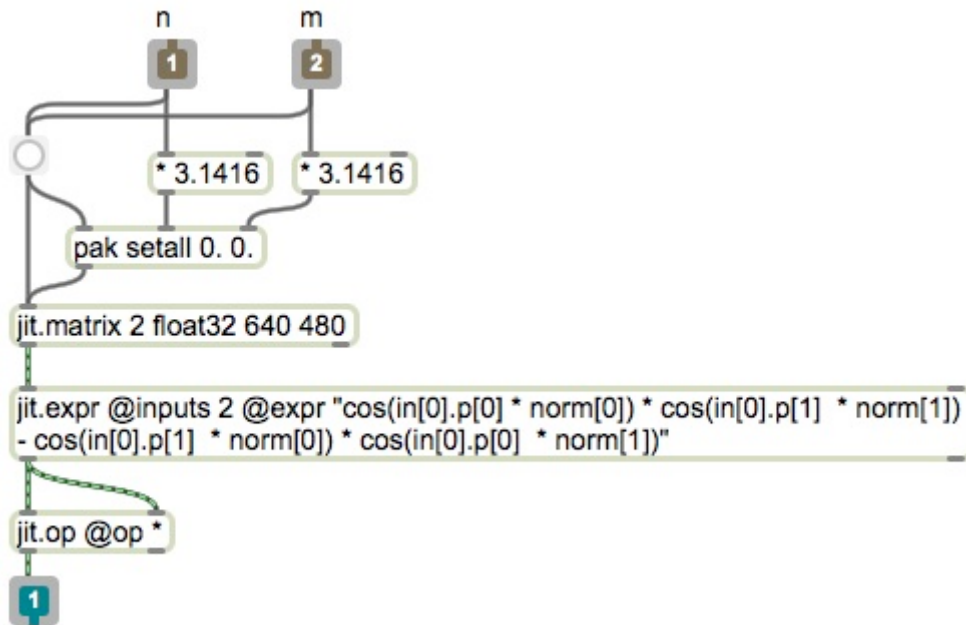 n
m
1
2
* 3.1416
* 3.1416
pak setall 0. 0.
jit.matrix 2 float32 640 480
jit.expr @inputs 2 @expr "cos(in[0].p[0] * norm[0]) * cos(in[0].p[1]  * norm[1])
- cos(in[0].p[1]  * norm[0]) * cos(in[0].p[0]  * norm[1])"
jit.op @op *
1